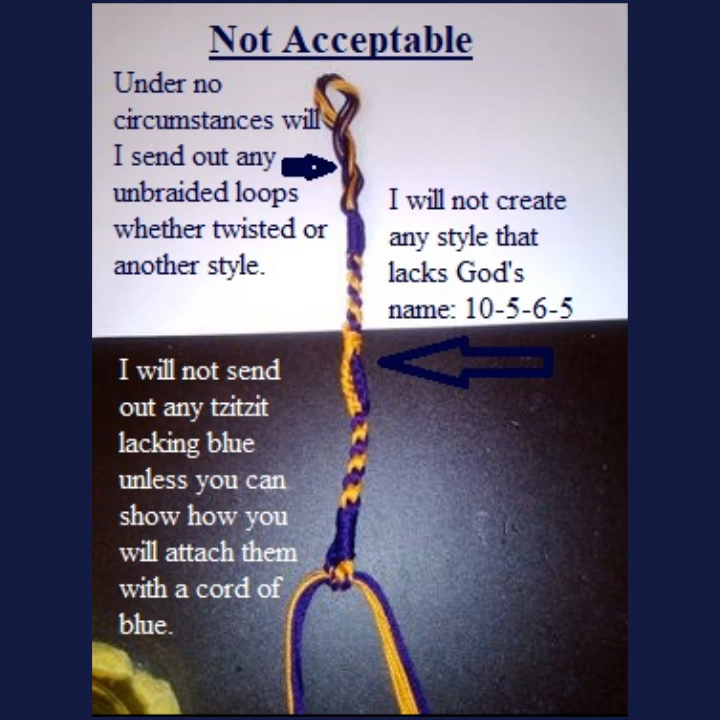 Not Acceptable
Under no
circumstances will
I send out any
unbraided loops
whether twisted or
another style.
I will not create
any style that
lacks God's
name: 10-5-6-5
I will not send
out any tzitzit
lacking blue
unless you can
show how you
will attach them
with a cord of
blue.